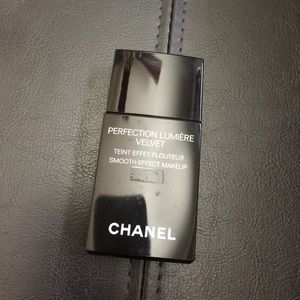 PERFECTION LUMIÈRE
VELVET
TEINT EFFET FLOUTEUR
SMOOTH-EFFECT MAKEUP
CHANEL